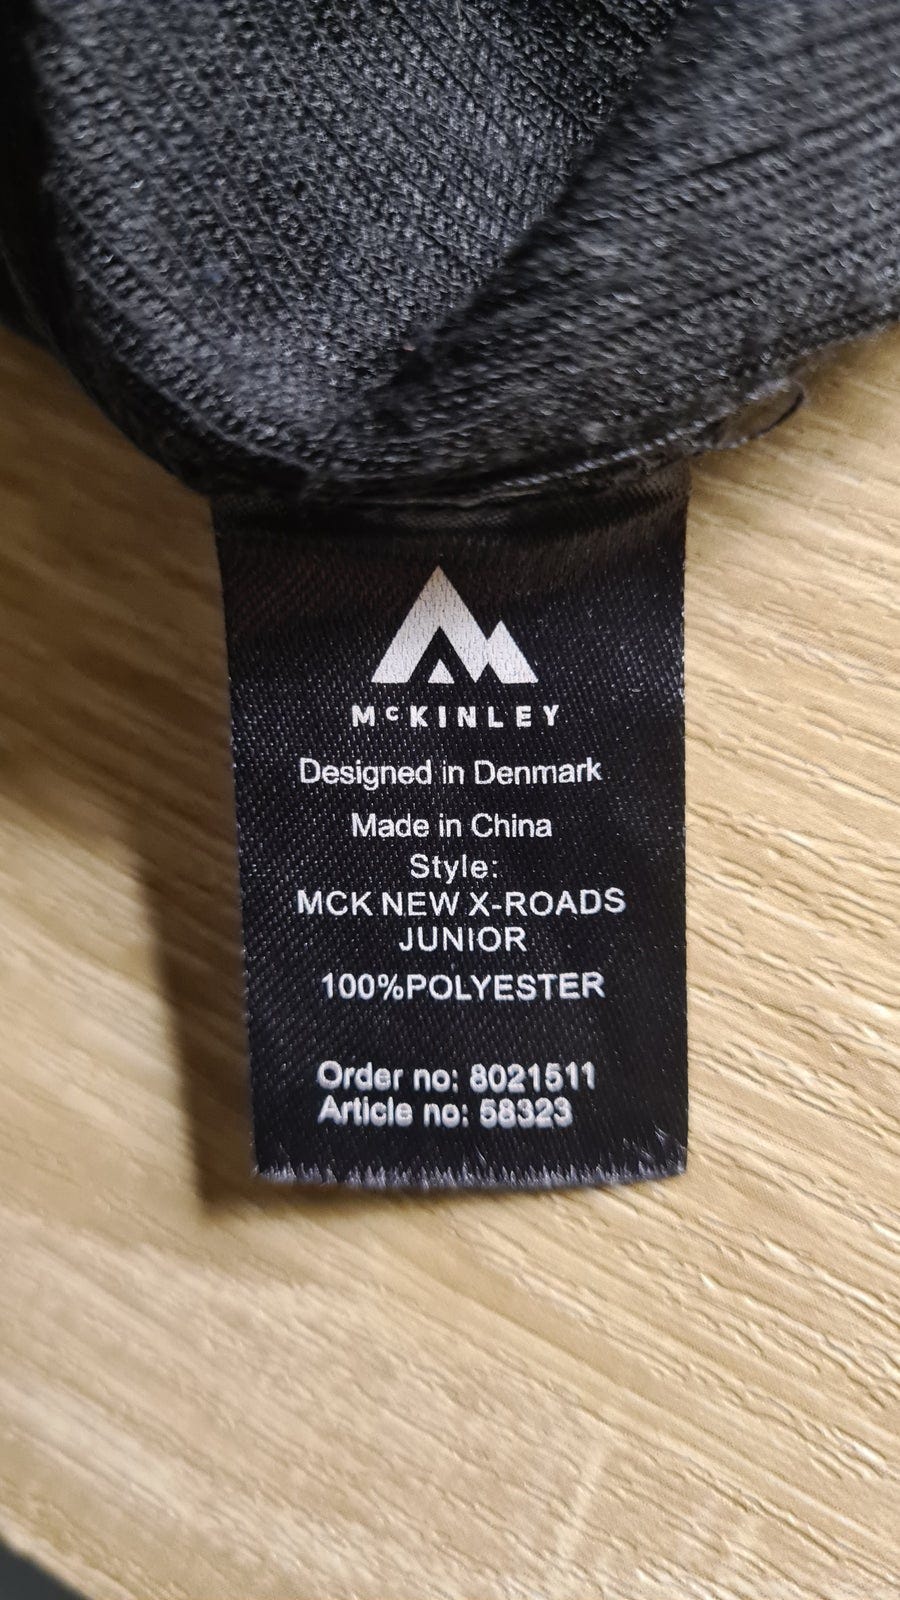 McKINLEY
Designed in Denmark
Made in China
Style:
MCK NEW X-ROADS
JUNIOR
100%POLYESTER
Order no: 8021511
Article no: 58323